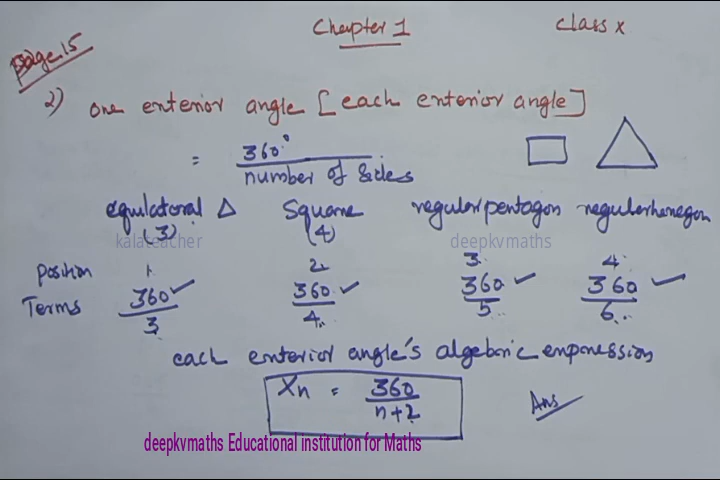 Chapter 1 Class X
Page 15
2) one exterior angle [each exterior angle]
= 360° / number of sides
equilateral Δ Square regular pentagon regular hexagon
(3) (4)
kalateacher deepkvmaths
Position 1 2 3 4
Terms 360/3 ✓ 360/4 ✓ 360/5 ✓ 360/6 ✓
each exterior angle's algebric expression
Xn = 360 / n+2 Ans
deepkvmaths Educational institution for Maths